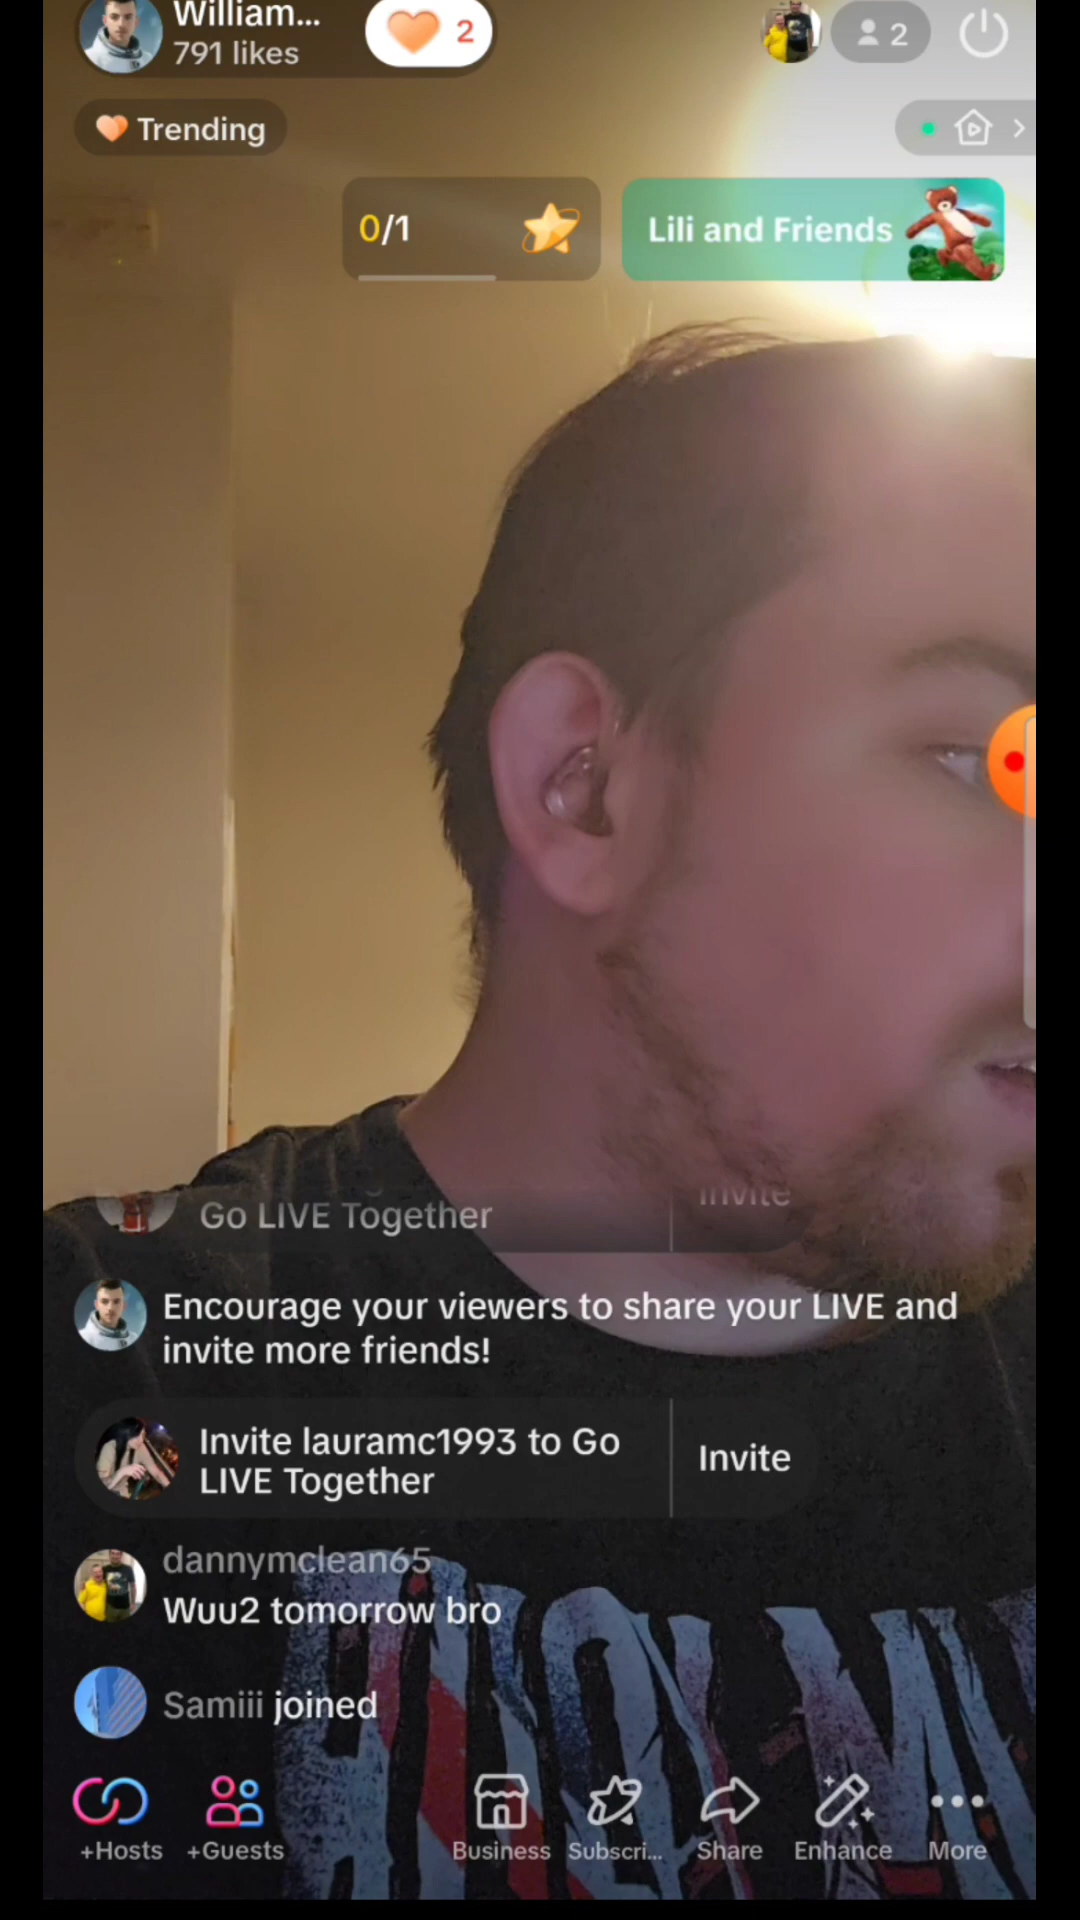 William...
791 likes
2
2
Trending
0/1
Lili and Friends
Go LIVE Together
Invite
Encourage your viewers to share your LIVE and
invite more friends!
Invite lauramc1993 to Go
LIVE Together
Invite
dannymclean65
Wuu2 tomorrow bro
Samiii joined
+Hosts
+Guests
Business
Subscri...
Share
Enhance
More